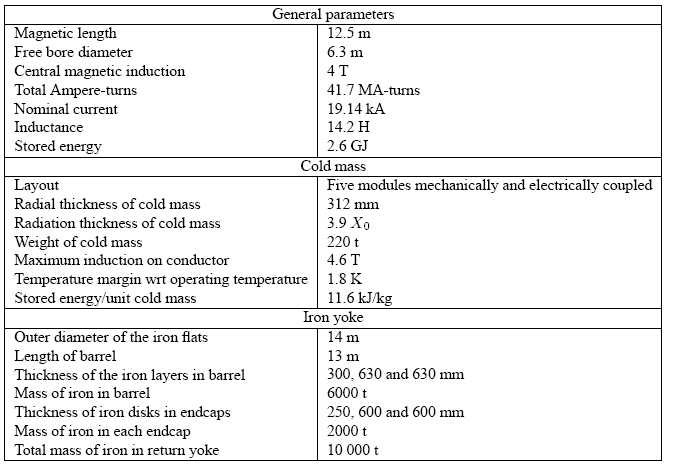 General parameters
Magnetic length 12.5 m
Free bore diameter 6.3 m
Central magnetic induction 4 T
Total Ampere-turns 41.7 MA-turns
Nominal current 19.14 kA
Inductance 14.2 H
Stored energy 2.6 GJ
Cold mass
Layout Five modules mechanically and electrically coupled
Radial thickness of cold mass 312 mm
Radiation thickness of cold mass 3.9 X₀
Weight of cold mass 220 t
Maximum induction on conductor 4.6 T
Temperature margin wrt operating temperature 1.8 K
Stored energy/unit cold mass 11.6 kJ/kg
Iron yoke
Outer diameter of the iron flats 14 m
Length of barrel 13 m
Thickness of the iron layers in barrel 300, 630 and 630 mm
Mass of iron in barrel 6000 t
Thickness of iron disks in endcaps 250, 600 and 600 mm
Mass of iron in each endcap 2000 t
Total mass of iron in return yoke 10 000 t